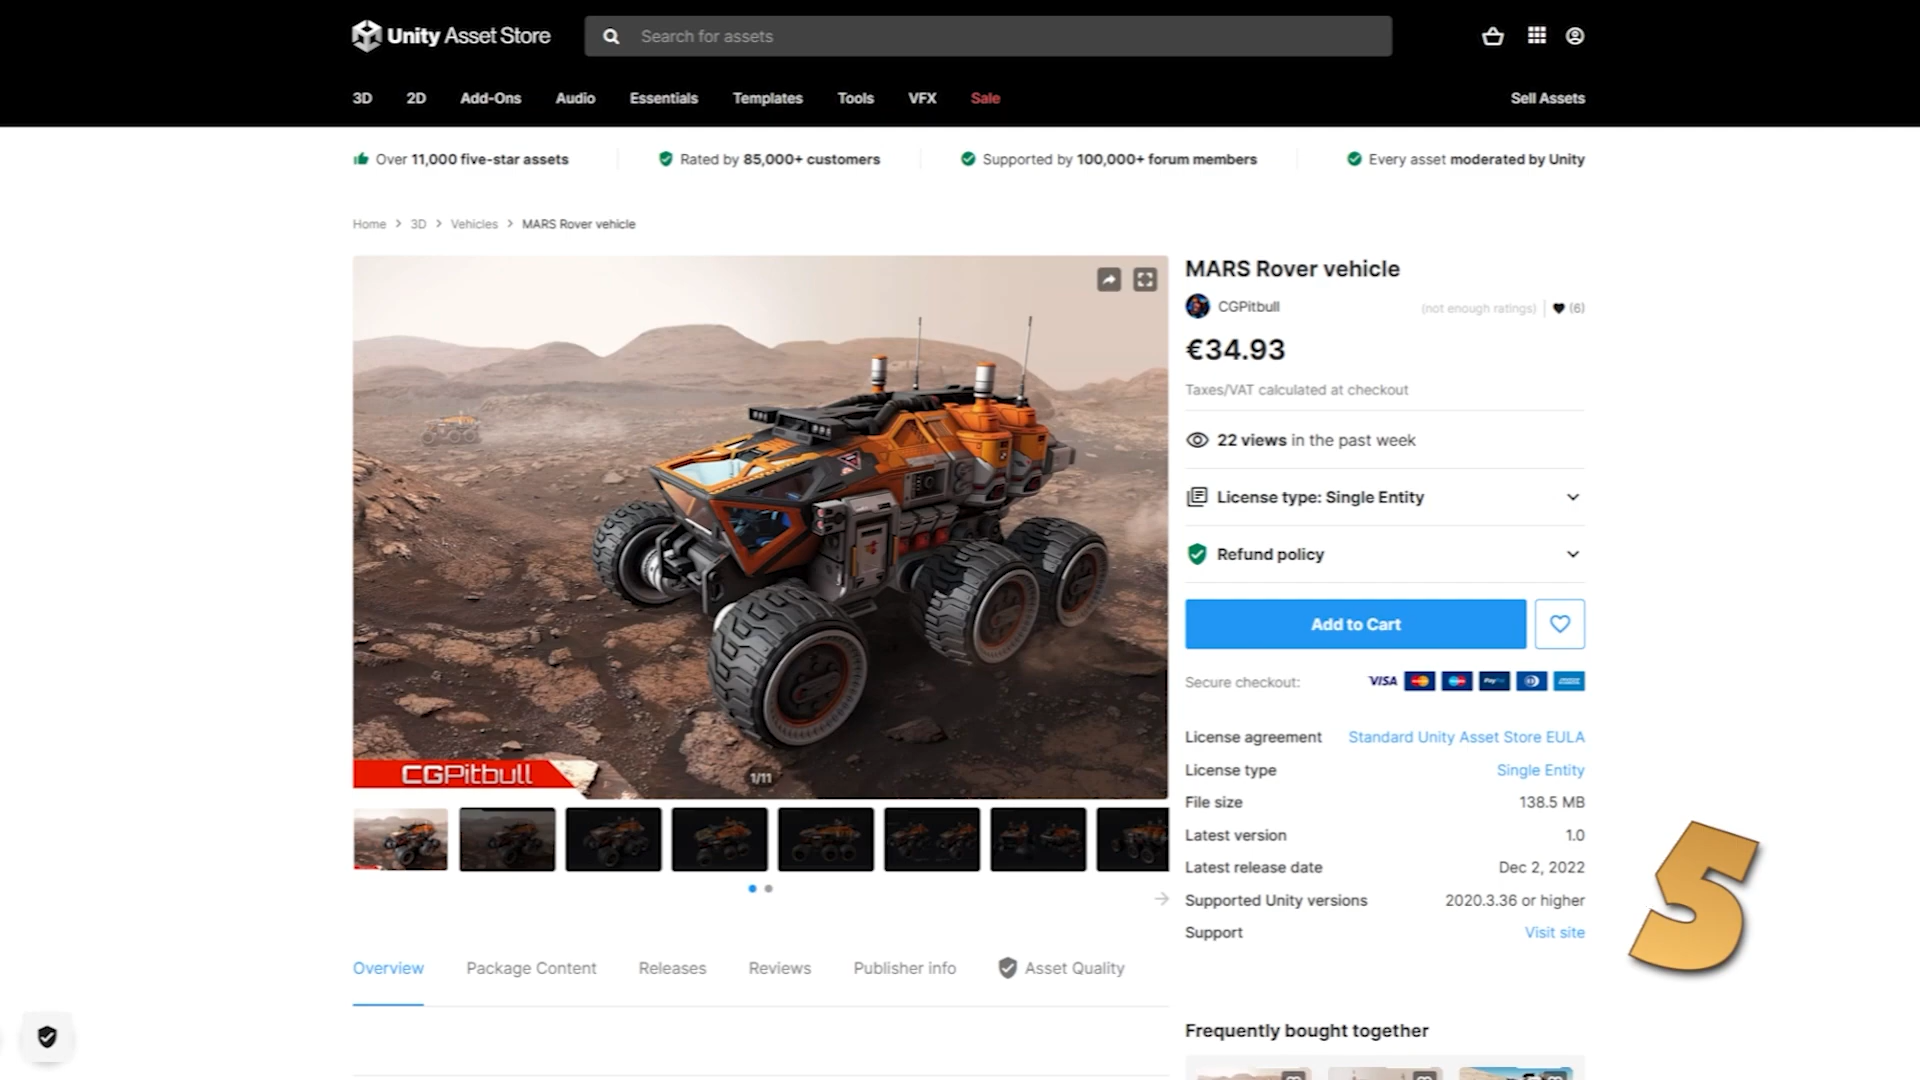 Unity Asset Store
Search for assets
3D 2D Add-Ons Audio Essentials Templates Tools VFX Sale Sell Assets
Over 11,000 five-star assets
Rated by 85,000+ customers
Supported by 100,000+ forum members
Every asset moderated by Unity
Home > 3D > Vehicles > MARS Rover vehicle
CGPitbull
1/11
MARS Rover vehicle
CGPitbull
(not enough ratings) | (6)
€34.93
Taxes/VAT calculated at checkout
22 views in the past week
License type: Single Entity
Refund policy
Add to Cart
Secure checkout: VISA PayPal
License agreement Standard Unity Asset Store EULA
License type Single Entity
File size 138.5 MB
Latest version 1.0
Latest release date Dec 2, 2022
Supported Unity versions 2020.3.36 or higher
Support Visit site
5
Overview Package Content Releases Reviews Publisher info Asset Quality
Frequently bought together